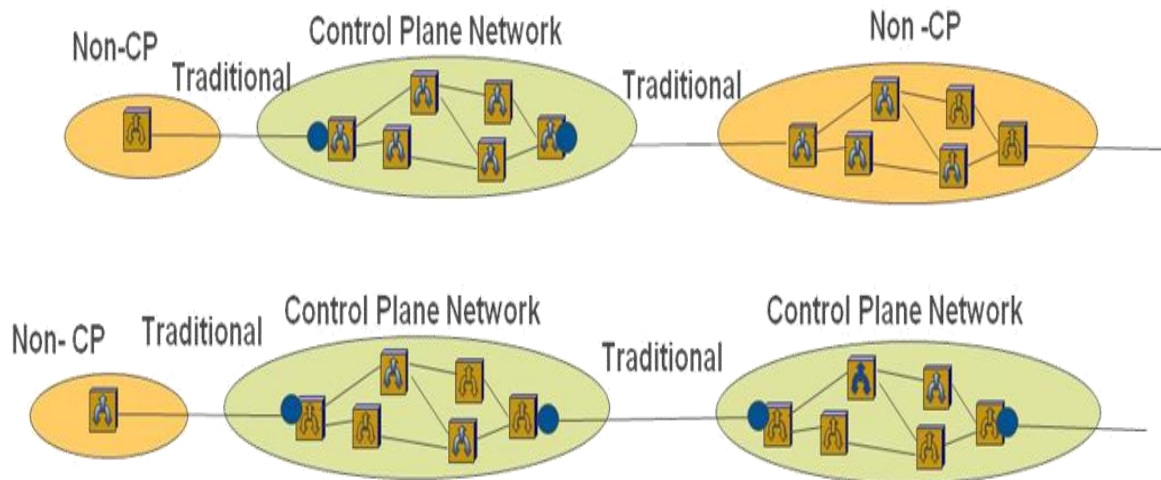 Non-CP
Traditional
Control Plane Network
Traditional
Non -CP
Non- CP
Traditional
Control Plane Network
Traditional
Control Plane Network